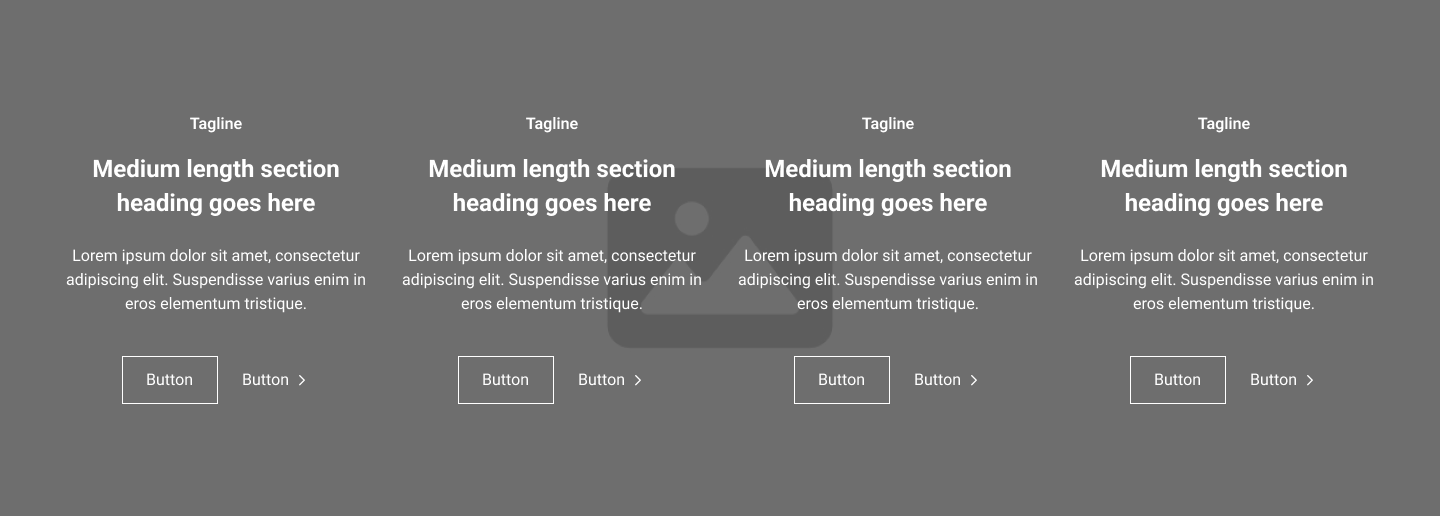 Tagline
Medium length section
heading goes here
Lorem ipsum dolor sit amet, consectetur
adipiscing elit. Suspendisse varius enim in
eros elementum tristique.
Button
Button
Tagline
Medium length section
heading goes here
Lorem ipsum dolor sit amet, consectetur
adipiscing elit. Suspendisse varius enim in
eros elementum tristique.
Button
Button
Tagline
Medium length section
heading goes here
Lorem ipsum dolor sit amet, consectetur
adipiscing elit. Suspendisse varius enim in
eros elementum tristique.
Button
Button
Tagline
Medium length section
heading goes here
Lorem ipsum dolor sit amet, consectetur
adipiscing elit. Suspendisse varius enim in
eros elementum tristique.
Button
Button